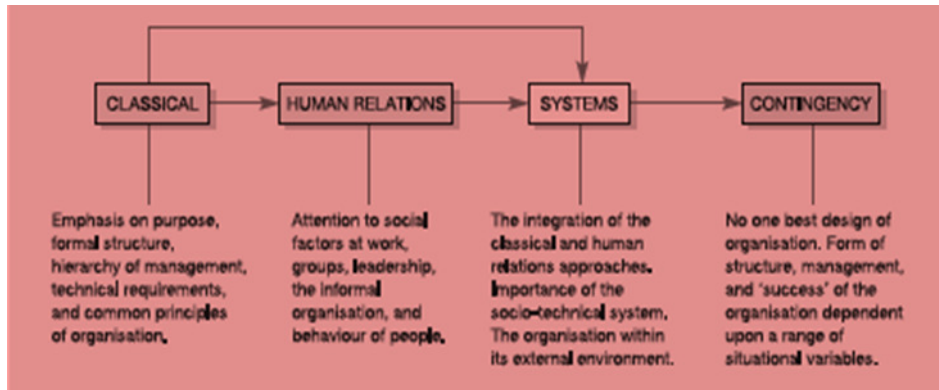 CLASSICAL
HUMAN RELATIONS
SYSTEMS
CONTINGENCY
Emphasis on purpose,
formal structure,
hierarchy of management,
technical requirements,
and common principles
of organisation.
Attention to social
factors at work,
groups, leadership,
the informal
organisation, and
behaviour of people.
The integration of the
classical and human
relations approaches.
Importance of the
socio-technical system.
The organisation within
its external environment.
No one best design of
organisation. Form of
structure, management,
and ‘success’ of the
organisation dependent
upon a range of
situational variables.